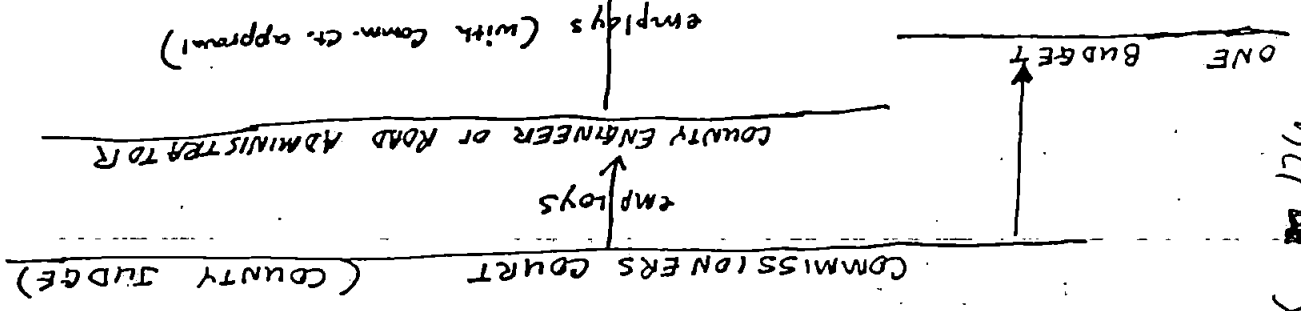 COMMISSIONERS COURT (COUNTY JUDGE)
employs
COUNTY ENGINEER or ROAD ADMINISTRATOR
ONE BUDGET
employs (with Comm. Ct. approval)